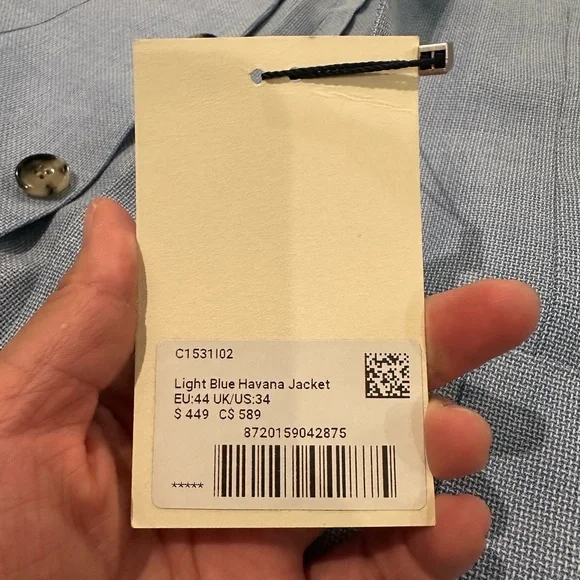 C1531I02
Light Blue Havana Jacket
EU:44 UK/US:34
$ 449 C$ 589
8720159042875
*****